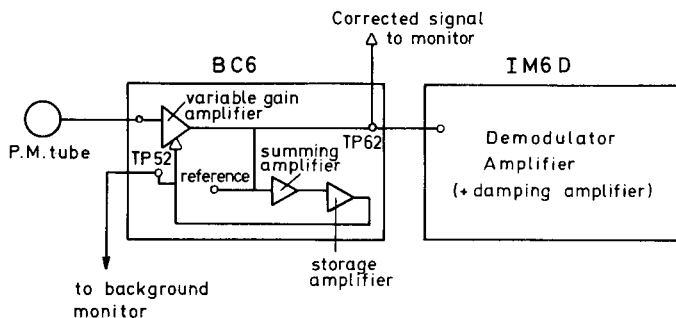 Corrected signal
to monitor
BC6
IM6D
variable gain
amplifier
P.M. tube
TP52
TP62
summing
amplifier
reference
Demodulator
Amplifier
(+ damping amplifier)
storage
amplifier
to background
monitor